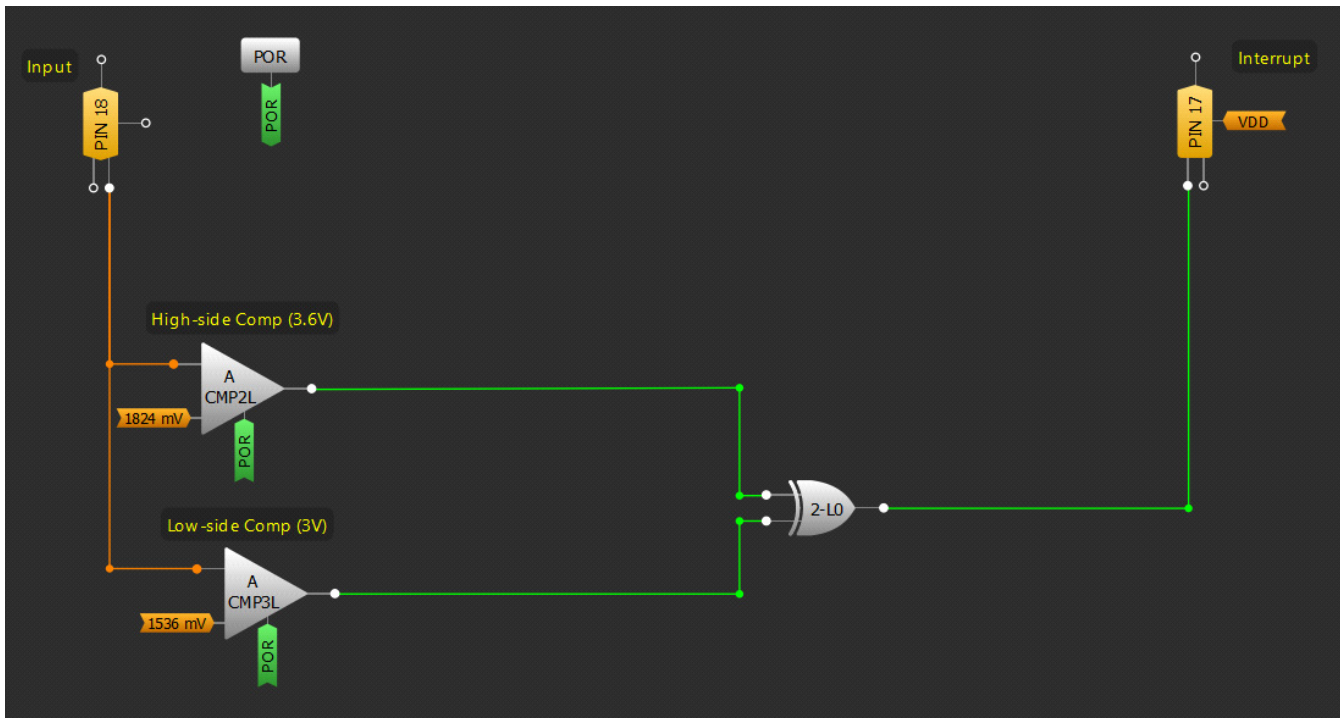 Input
POR
POR
PIN 18
Interrupt
PIN 17
VDD
High-side Comp (3.6V)
A
CMP2L
1824 mV
POR
2-L0
Low-side Comp (3V)
A
CMP3L
1536 mV
POR